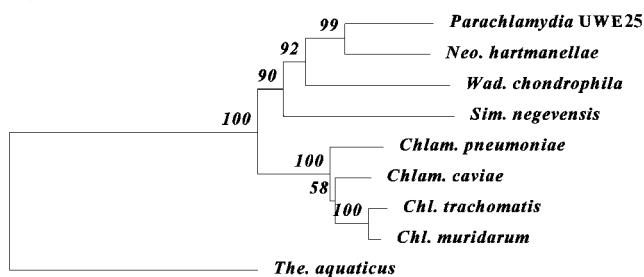 99
Parachlamydia UWE25
92
Neo. hartmanellae
90
Wad. chondrophila
100
Sim. negevensis
100
Chlam. pneumoniae
58
Chlam. caviae
100
Chl. trachomatis
Chl. muridarum
The. aquaticus